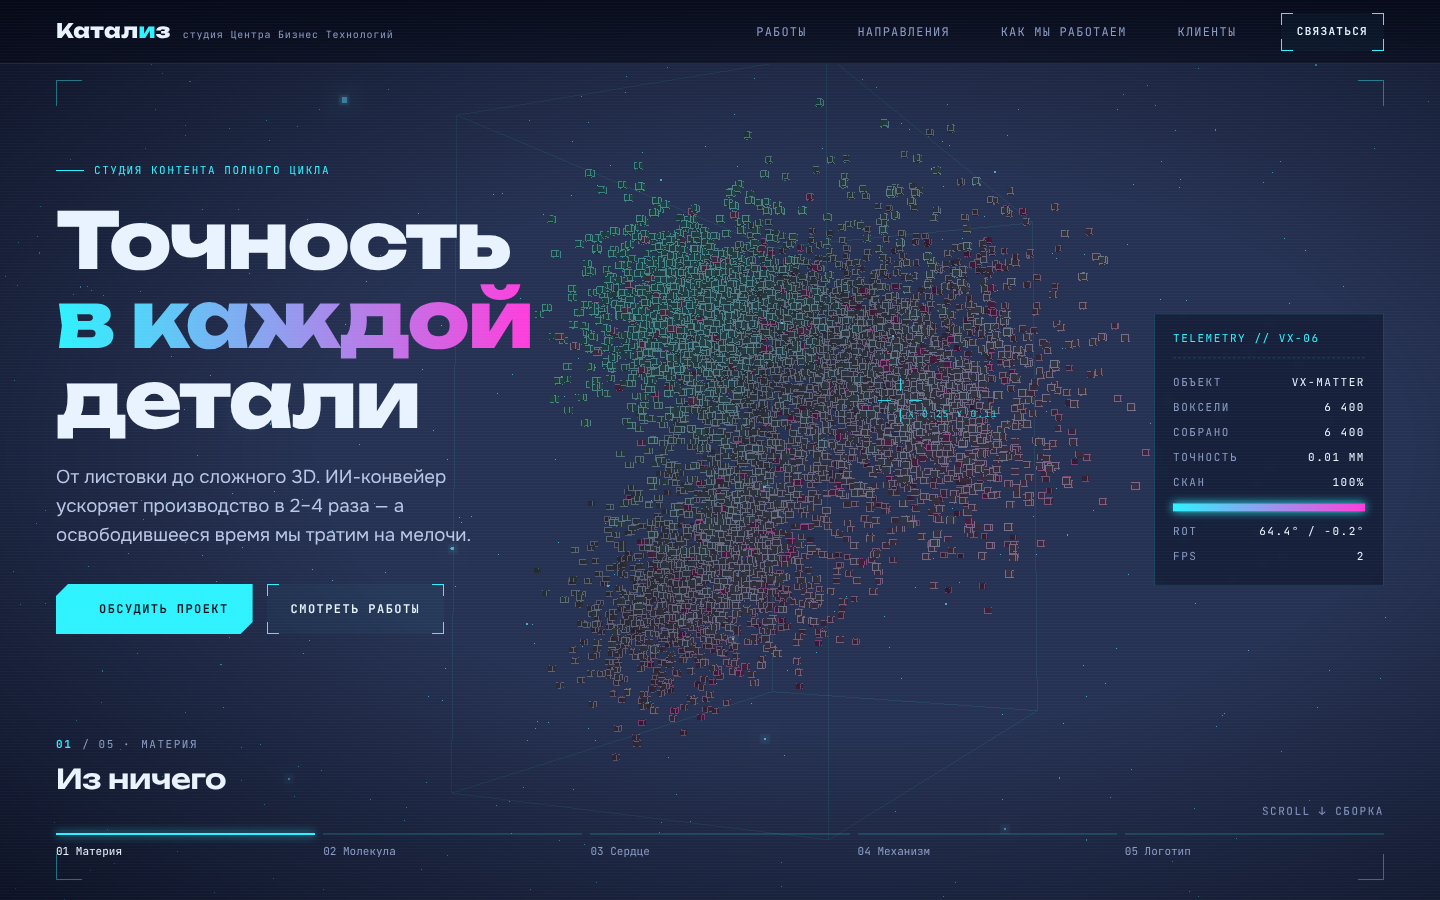 Катализ
студия Центра Бизнес Технологий
РАБОТЫ
НАПРАВЛЕНИЯ
КАК МЫ РАБОТАЕМ
КЛИЕНТЫ
СВЯЗАТЬСЯ
СТУДИЯ КОНТЕНТА ПОЛНОГО ЦИКЛА
Точность
в каждой
детали
От листовки до сложного 3D. ИИ-конвейер
ускоряет производство в 2–4 раза — а
освободившееся время мы тратим на мелочи.
ОБСУДИТЬ ПРОЕКТ
СМОТРЕТЬ РАБОТЫ
TELEMETRY // VX-06
ОБЪЕКТ VX-MATTER
ВОКСЕЛИ 6 400
СОБРАНО 6 400
ТОЧНОСТЬ 0.01 MM
СКАН 100%
ROT 64.4° / -0.2°
FPS 2
01 / 05 · МАТЕРИЯ
Из ничего
SCROLL ↓ СБОРКА
01 Материя
02 Молекула
03 Сердце
04 Механизм
05 Логотип